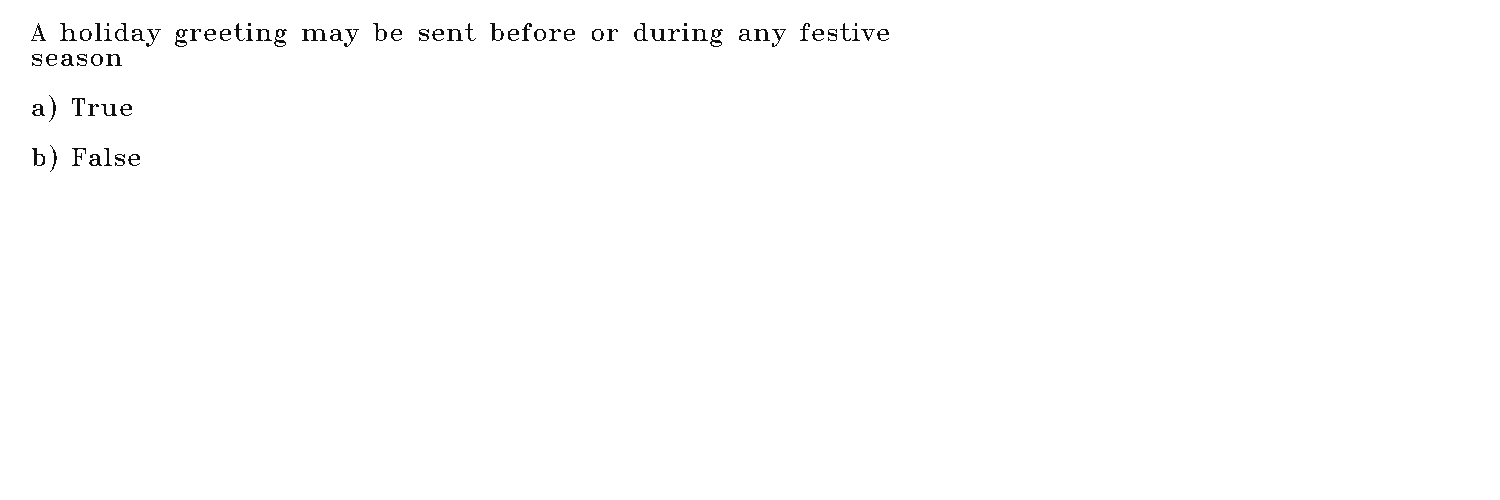 A holiday greeting may be sent before or during any festive
season
a) True
b) False